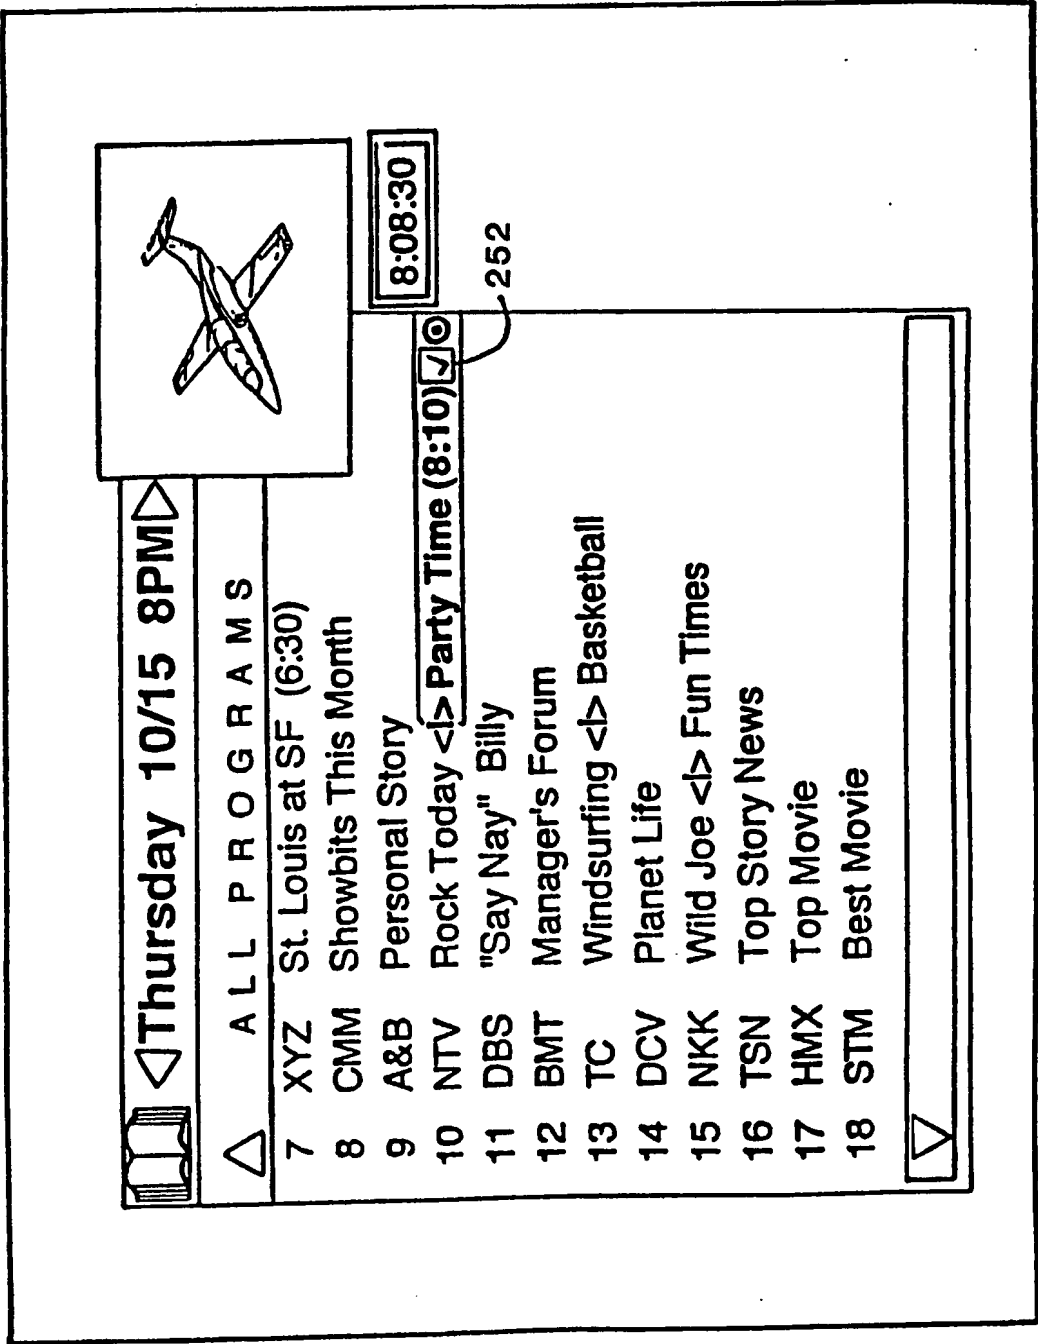 Thursday 10/15 8PM
8:08:30
ALL PROGRAMS
7 XYZ St. Louis at SF (6:30)
8 CMM Showbits This Month
9 A&B Personal Story
10 NTV Rock Today <I> Party Time (8:10)
252
11 DBS "Say Nay" Billy
12 BMT Manager's Forum
13 TC Windsurfing <I> Basketball
14 DCV Planet Life
15 NKK Wild Joe <I> Fun Times
16 TSN Top Story News
17 HMX Top Movie
18 STM Best Movie